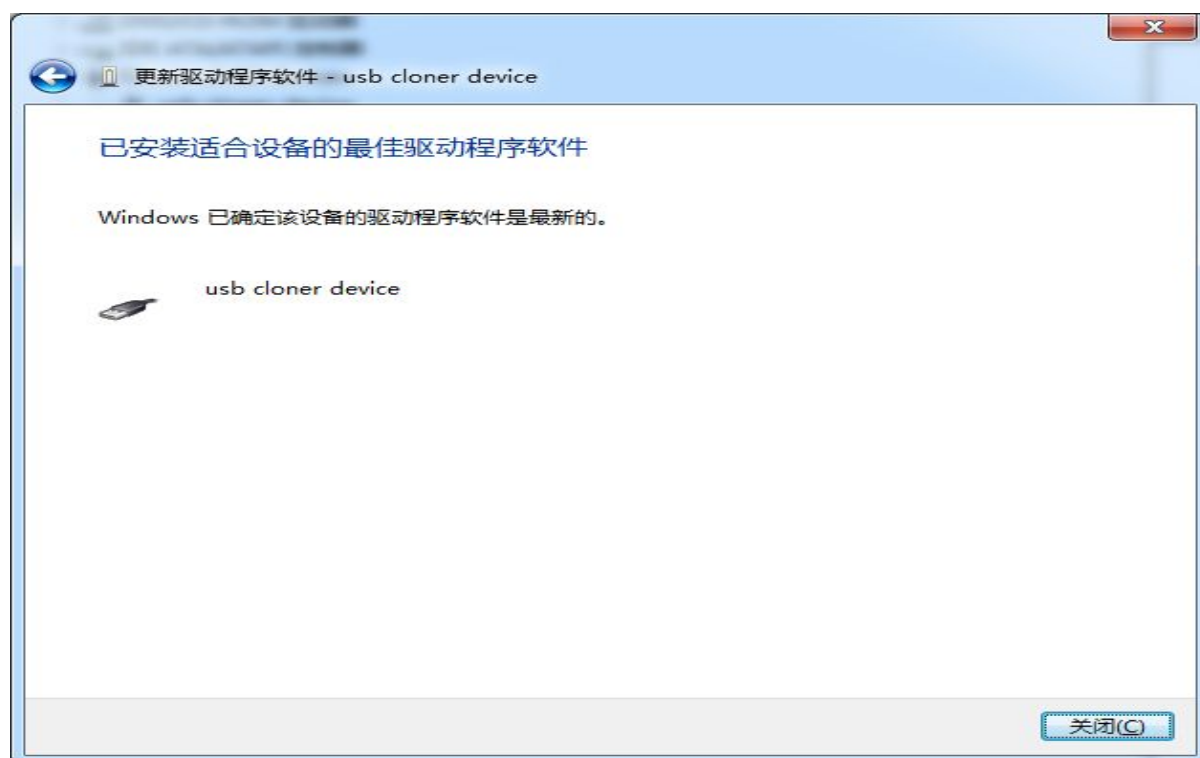 更新驱动程序软件 - usb cloner device
已安装适合设备的最佳驱动程序软件
Windows 已确定该设备的驱动程序软件是最新的。
usb cloner device
关闭(C)